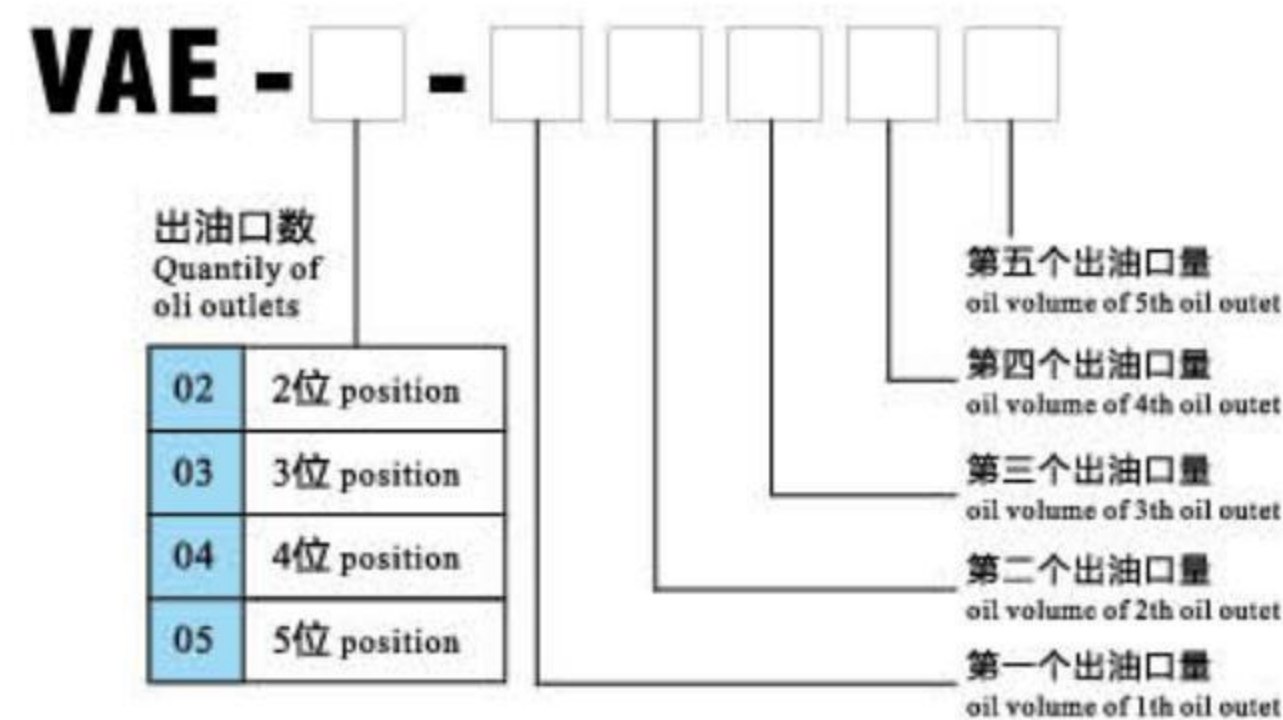 VAE - -
出油口数
Quantily of
oli outlets
02 2位 position
03 3位 position
04 4位 position
05 5位 position
第五个出油口量
oil volume of 5th oil outet
第四个出油口量
oil volume of 4th oil outet
第三个出油口量
oil volume of 3th oil outet
第二个出油口量
oil volume of 2th oil outet
第一个出油口量
oil volume of 1th oil outet